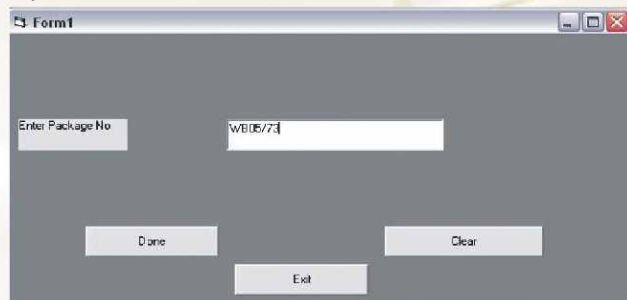 Form1
Enter Package No
WB05/73
Done
Clear
Exit